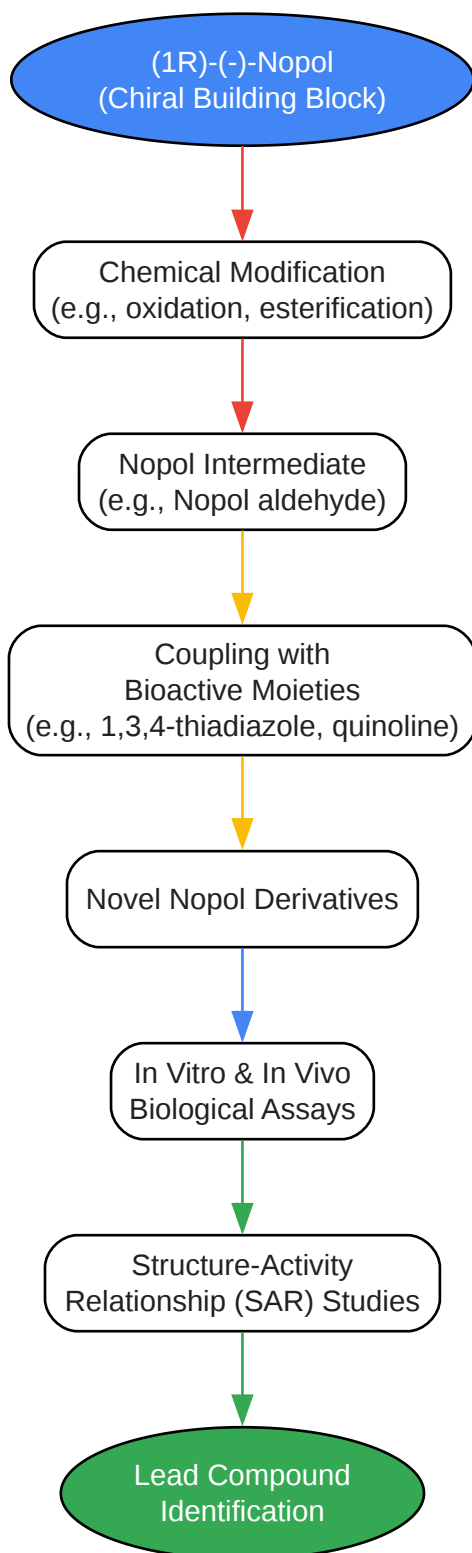 (1R)-(-)-Nopol
(Chiral Building Block)
Chemical Modification
(e.g., oxidation, esterification)
Nopol Intermediate
(e.g., Nopol aldehyde)
Coupling with
Bioactive Moieties
(e.g., 1,3,4-thiadiazole, quinoline)
Novel Nopol Derivatives
In Vitro & In Vivo
Biological Assays
Structure-Activity
Relationship (SAR) Studies
Lead Compound
Identification